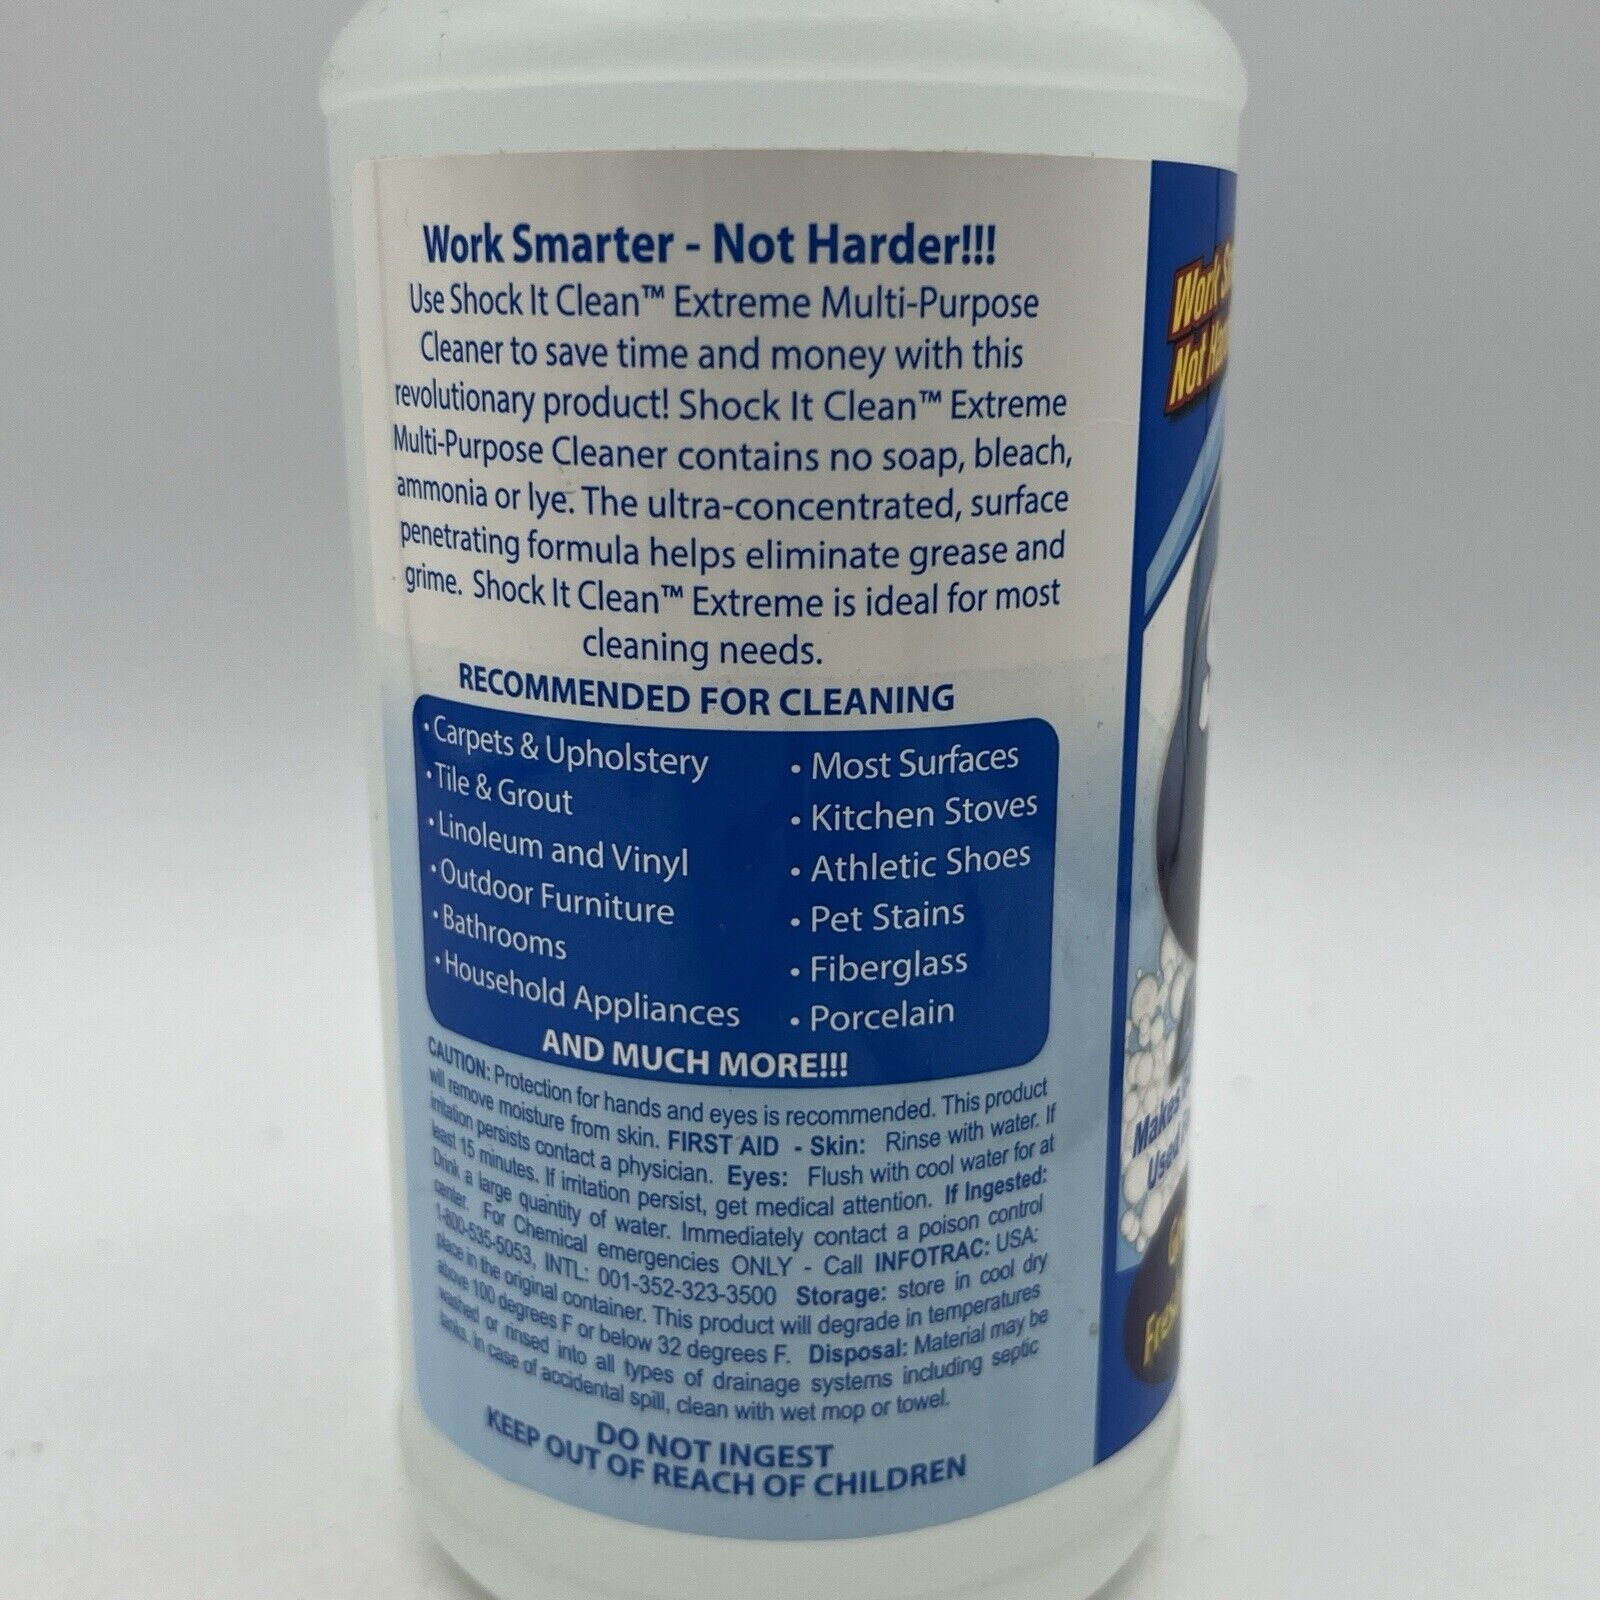 Work Smarter - Not Harder!!!
Use Shock It Clean™ Extreme Multi-Purpose
Cleaner to save time and money with this
revolutionary product! Shock It Clean™ Extreme
Multi-Purpose Cleaner contains no soap, bleach,
ammonia or lye. The ultra-concentrated, surface
penetrating formula helps eliminate grease and
grime. Shock It Clean™ Extreme is ideal for most
cleaning needs.
RECOMMENDED FOR CLEANING
• Carpets & Upholstery
• Tile & Grout
• Linoleum and Vinyl
• Outdoor Furniture
• Bathrooms
• Household Appliances
• Most Surfaces
• Kitchen Stoves
• Athletic Shoes
• Pet Stains
• Fiberglass
• Porcelain
AND MUCH MORE!!!
CAUTION: Protection for hands and eyes is recommended. This product
will remove moisture from skin. FIRST AID - Skin: Rinse with water. If
irritation persists contact a physician. Eyes: Flush with cool water for at
least 15 minutes. If irritation persist, get medical attention. If Ingested:
Drink a large quantity of water. Immediately contact a poison control
center. For Chemical emergencies ONLY - Call INFOTRAC: USA:
1-800-535-5053, INTL: 001-352-323-3500 Storage: store in cool dry
place in the original container. This product will degrade in temperatures
above 100 degrees F or below 32 degrees F. Disposal: Material may be
washed or rinsed into all types of drainage systems including septic
tanks. In case of accidental spill, clean with wet mop or towel.
DO NOT INGEST
KEEP OUT OF REACH OF CHILDREN
Work
Not
Makes
Used